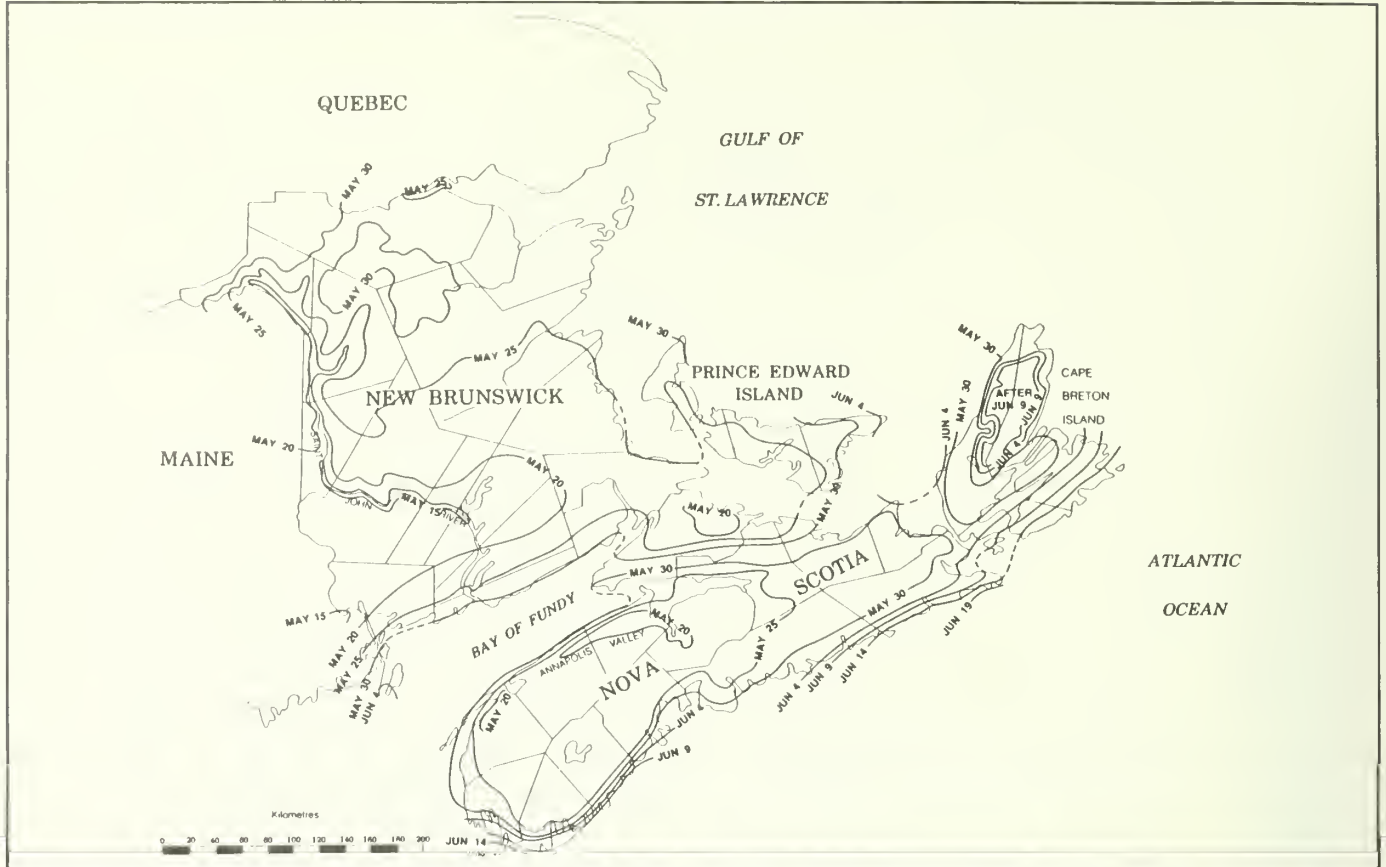 QUEBEC
GULF OF
ST. LAWRENCE
MAY 30
MAY 25
MAY 30
MAY 25
MAY 25
MAY 30
MAY 30
PRINCE EDWARD
ISLAND
NEW BRUNSWICK
JUN 4
JUN 4
MAY 30
AFTER
JUN 9
JUN 9
JUN 4
CAPE
BRETON
ISLAND
MAINE
MAY 20
SAINT
JOHN
MAY 15
RIVER
MAY 20
MAY 20
MAY 30
MAY 30
SCOTIA
ATLANTIC
OCEAN
MAY 15
MAY 20
MAY 25
MAY 30
JUN 4
BAY OF FUNDY
ANNAPOLIS VALLEY
MAY 20
MAY 25
MAY 30
JUN 19
JUN 14
JUN 9
JUN 4
NOVA
MAY 20
JUN 4
JUN 9
JUN 14
Kilometres
0 20 40 60 80 100 120 140 160 180 200